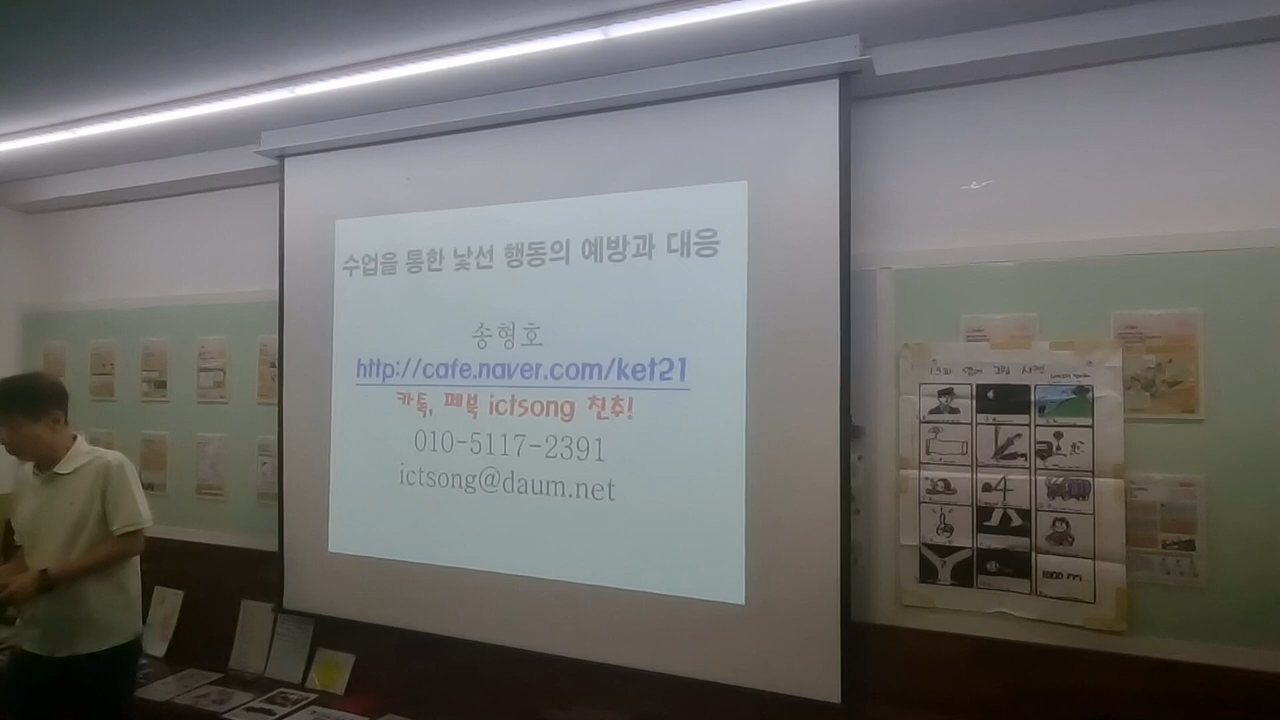 수업을 통한 낯선 행동의 예방과 대응
송형호
http://cafe.naver.com/ket21
카톡, 페북 ictsong 친추!
010-5117-2391
ictsong@daum.net